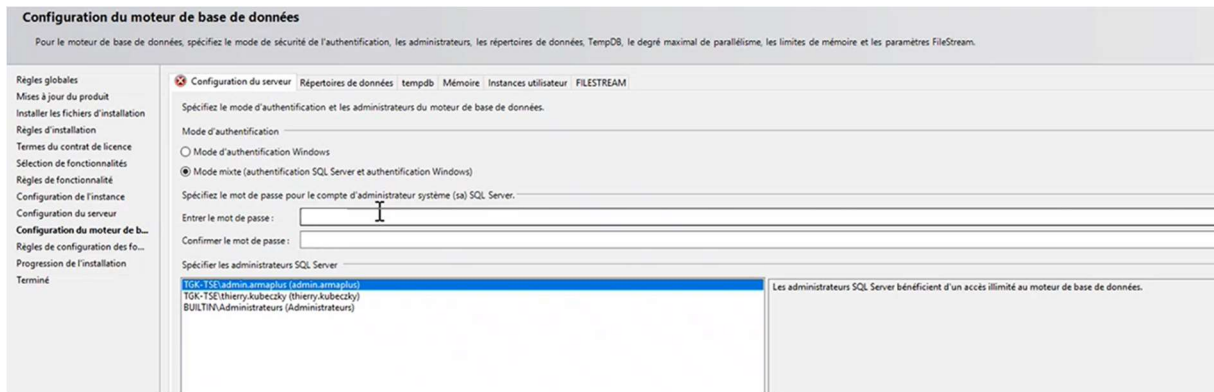 Configuration du moteur de base de données
Pour le moteur de base de données, spécifiez le mode de sécurité de l'authentification, les administrateurs, les répertoires de données, TempDB, le degré maximal de parallélisme, les limites de mémoire et les paramètres FileStream.
Règles globales
Mises à jour du produit
Installer les fichiers d'installation
Règles d'installation
Termes du contrat de licence
Sélection de fonctionnalités
Règles de fonctionnalité
Configuration de l'instance
Configuration du serveur
Configuration du moteur de b...
Règles de configuration des fo...
Progression de l'installation
Terminé
Configuration du serveur Répertoires de données tempdb Mémoire Instances utilisateur FILESTREAM
Spécifiez le mode d'authentification et les administrateurs du moteur de base de données.
Mode d'authentification
Mode d'authentification Windows
Mode mixte (authentification SQL Server et authentification Windows)
Spécifiez le mot de passe pour le compte d'administrateur système (sa) SQL Server.
Entrer le mot de passe :
Confirmer le mot de passe :
Spécifier les administrateurs SQL Server
TGK-TSE\admin.armaplus (admin.armaplus)
TGK-TSE\thierry.kubeczky (thierry.kubeczky)
BUILTIN\Administrateurs (Administrateurs)
Les administrateurs SQL Server bénéficient d'un accès illimité au moteur de base de données.